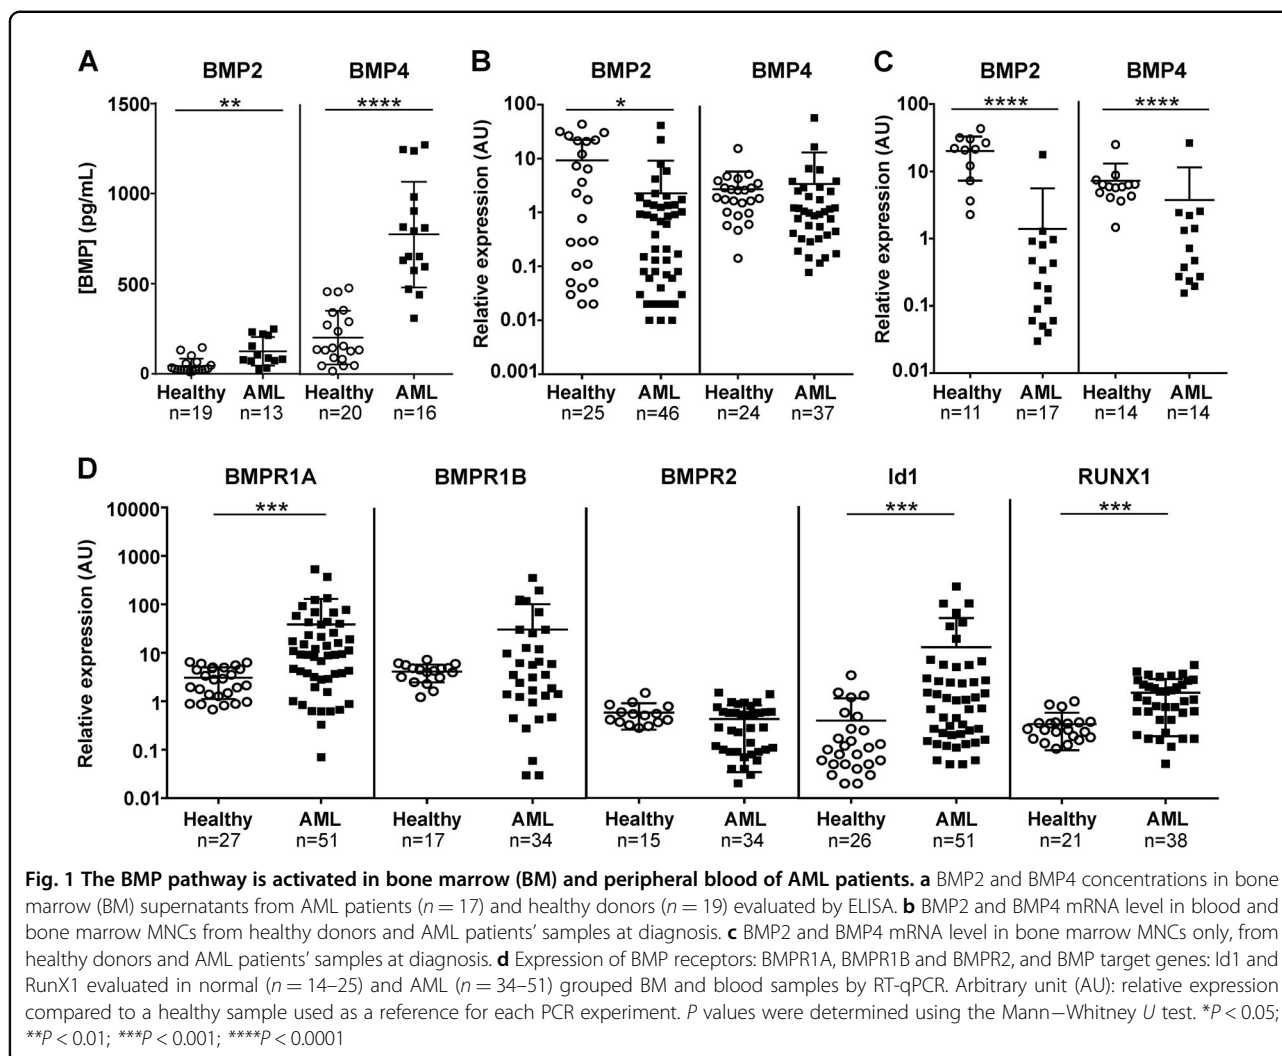 A
BMP2 BMP4
** ****
[BMP] (pg/mL)
1500
1000
500
0
Healthy AML Healthy AML
n=19 n=13 n=20 n=16
B
BMP2 BMP4
*
Relative expression (AU)
100
10
1
0.1
0.01
0.001
Healthy AML Healthy AML
n=25 n=46 n=24 n=37
C
BMP2 BMP4
**** ****
Relative expression (AU)
100
10
1
0.1
0.01
Healthy AML Healthy AML
n=11 n=17 n=14 n=14
D
BMPR1A BMPR1B BMPR2 Id1 RUNX1
*** *** ***
Relative expression (AU)
10000
1000
100
10
1
0.1
0.01
Healthy AML Healthy AML Healthy AML Healthy AML Healthy AML
n=27 n=51 n=17 n=34 n=15 n=34 n=26 n=51 n=21 n=38
Fig. 1 The BMP pathway is activated in bone marrow (BM) and peripheral blood of AML patients. a BMP2 and BMP4 concentrations in bone
marrow (BM) supernatants from AML patients (n = 17) and healthy donors (n = 19) evaluated by ELISA. b BMP2 and BMP4 mRNA level in blood and
bone marrow MNCs from healthy donors and AML patients’ samples at diagnosis. c BMP2 and BMP4 mRNA level in bone marrow MNCs only, from
healthy donors and AML patients’ samples at diagnosis. d Expression of BMP receptors: BMPR1A, BMPR1B and BMPR2, and BMP target genes: Id1 and
RunX1 evaluated in normal (n = 14–25) and AML (n = 34–51) grouped BM and blood samples by RT-qPCR. Arbitrary unit (AU): relative expression
compared to a healthy sample used as a reference for each PCR experiment. P values were determined using the Mann−Whitney U test. *P < 0.05;
**P < 0.01; ***P < 0.001; ****P < 0.0001